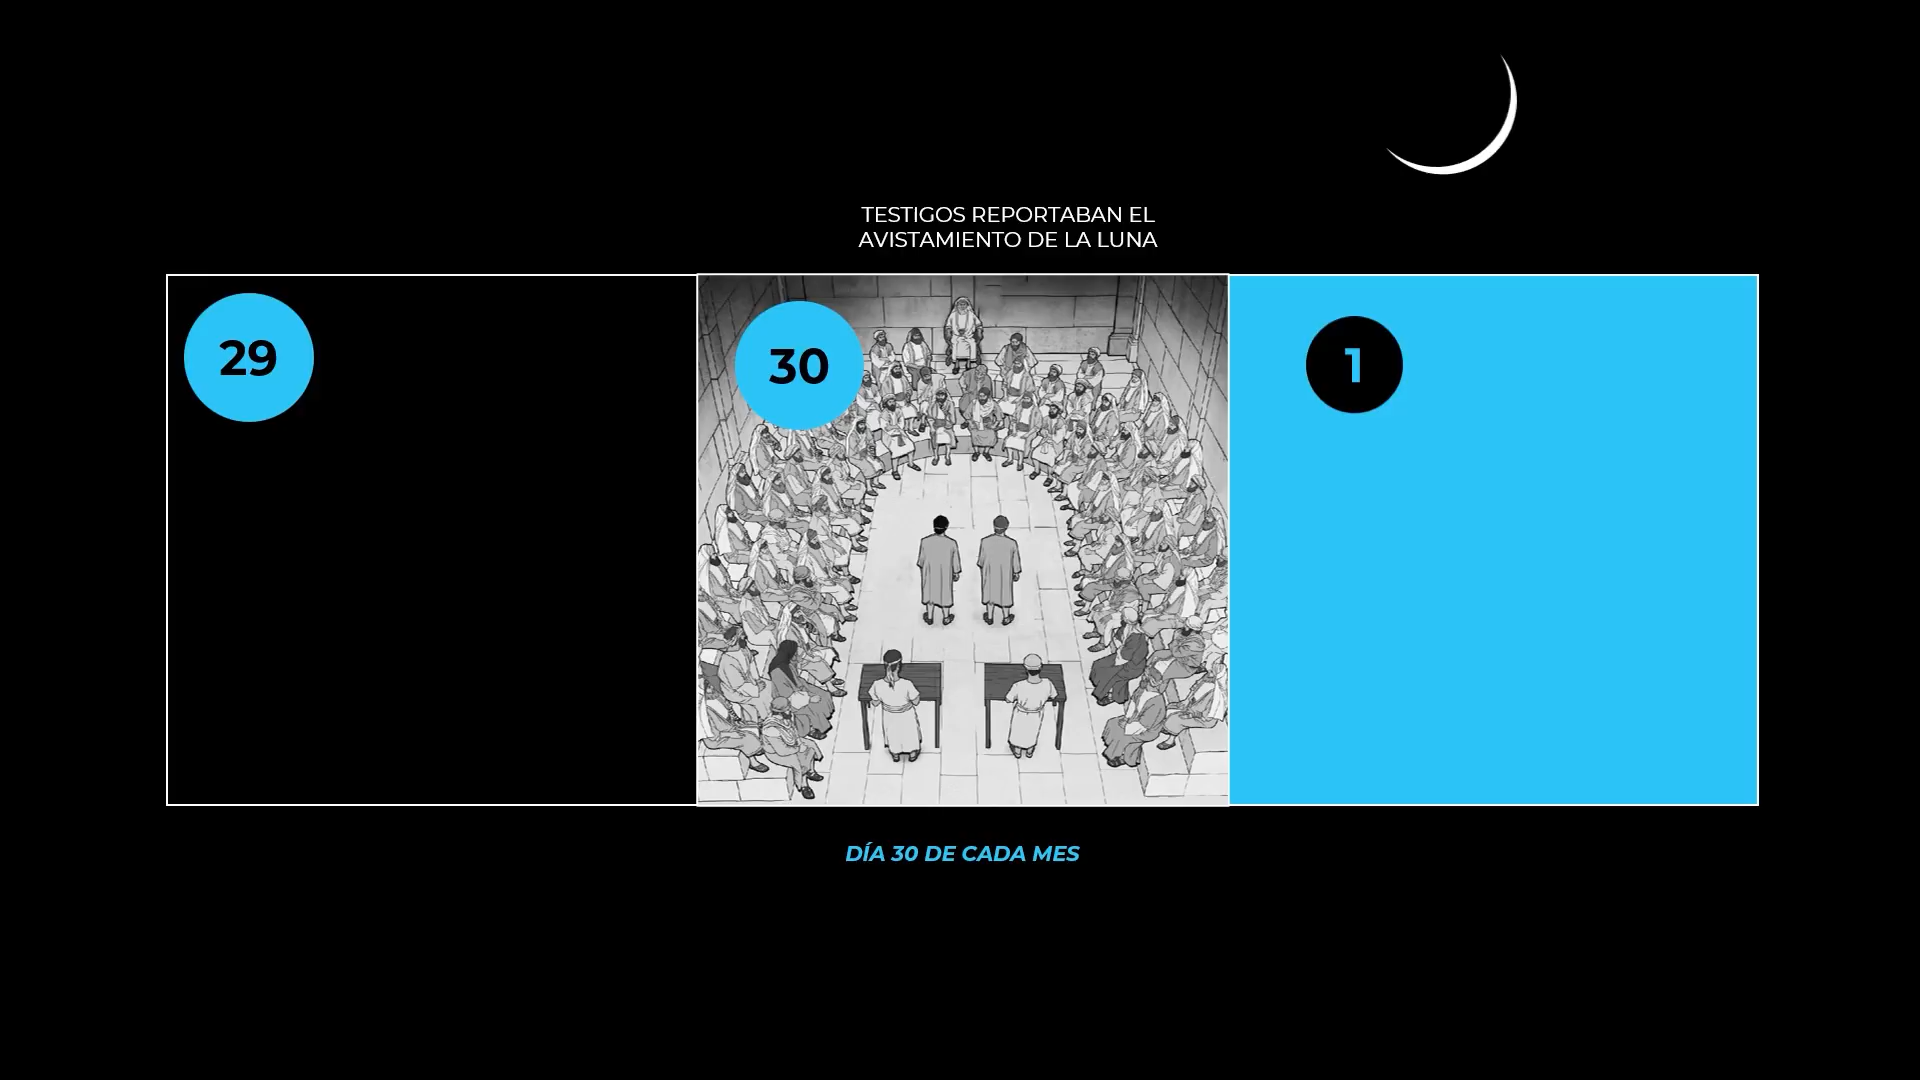 TESTIGOS REPORTABAN EL
AVISTAMIENTO DE LA LUNA
29
30
1
DÍA 30 DE CADA MES